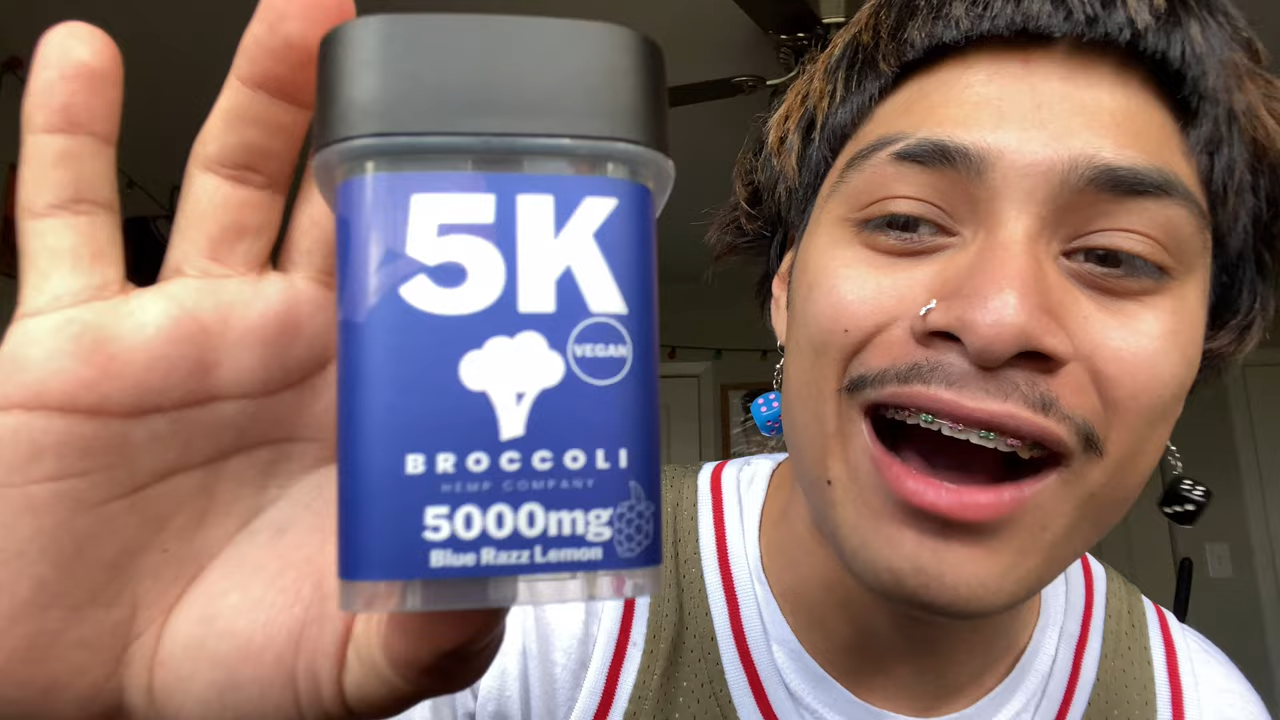 5K
VEGAN
BROCCOLI
HEMP COMPANY
5000mg
Blue Razz Lemon